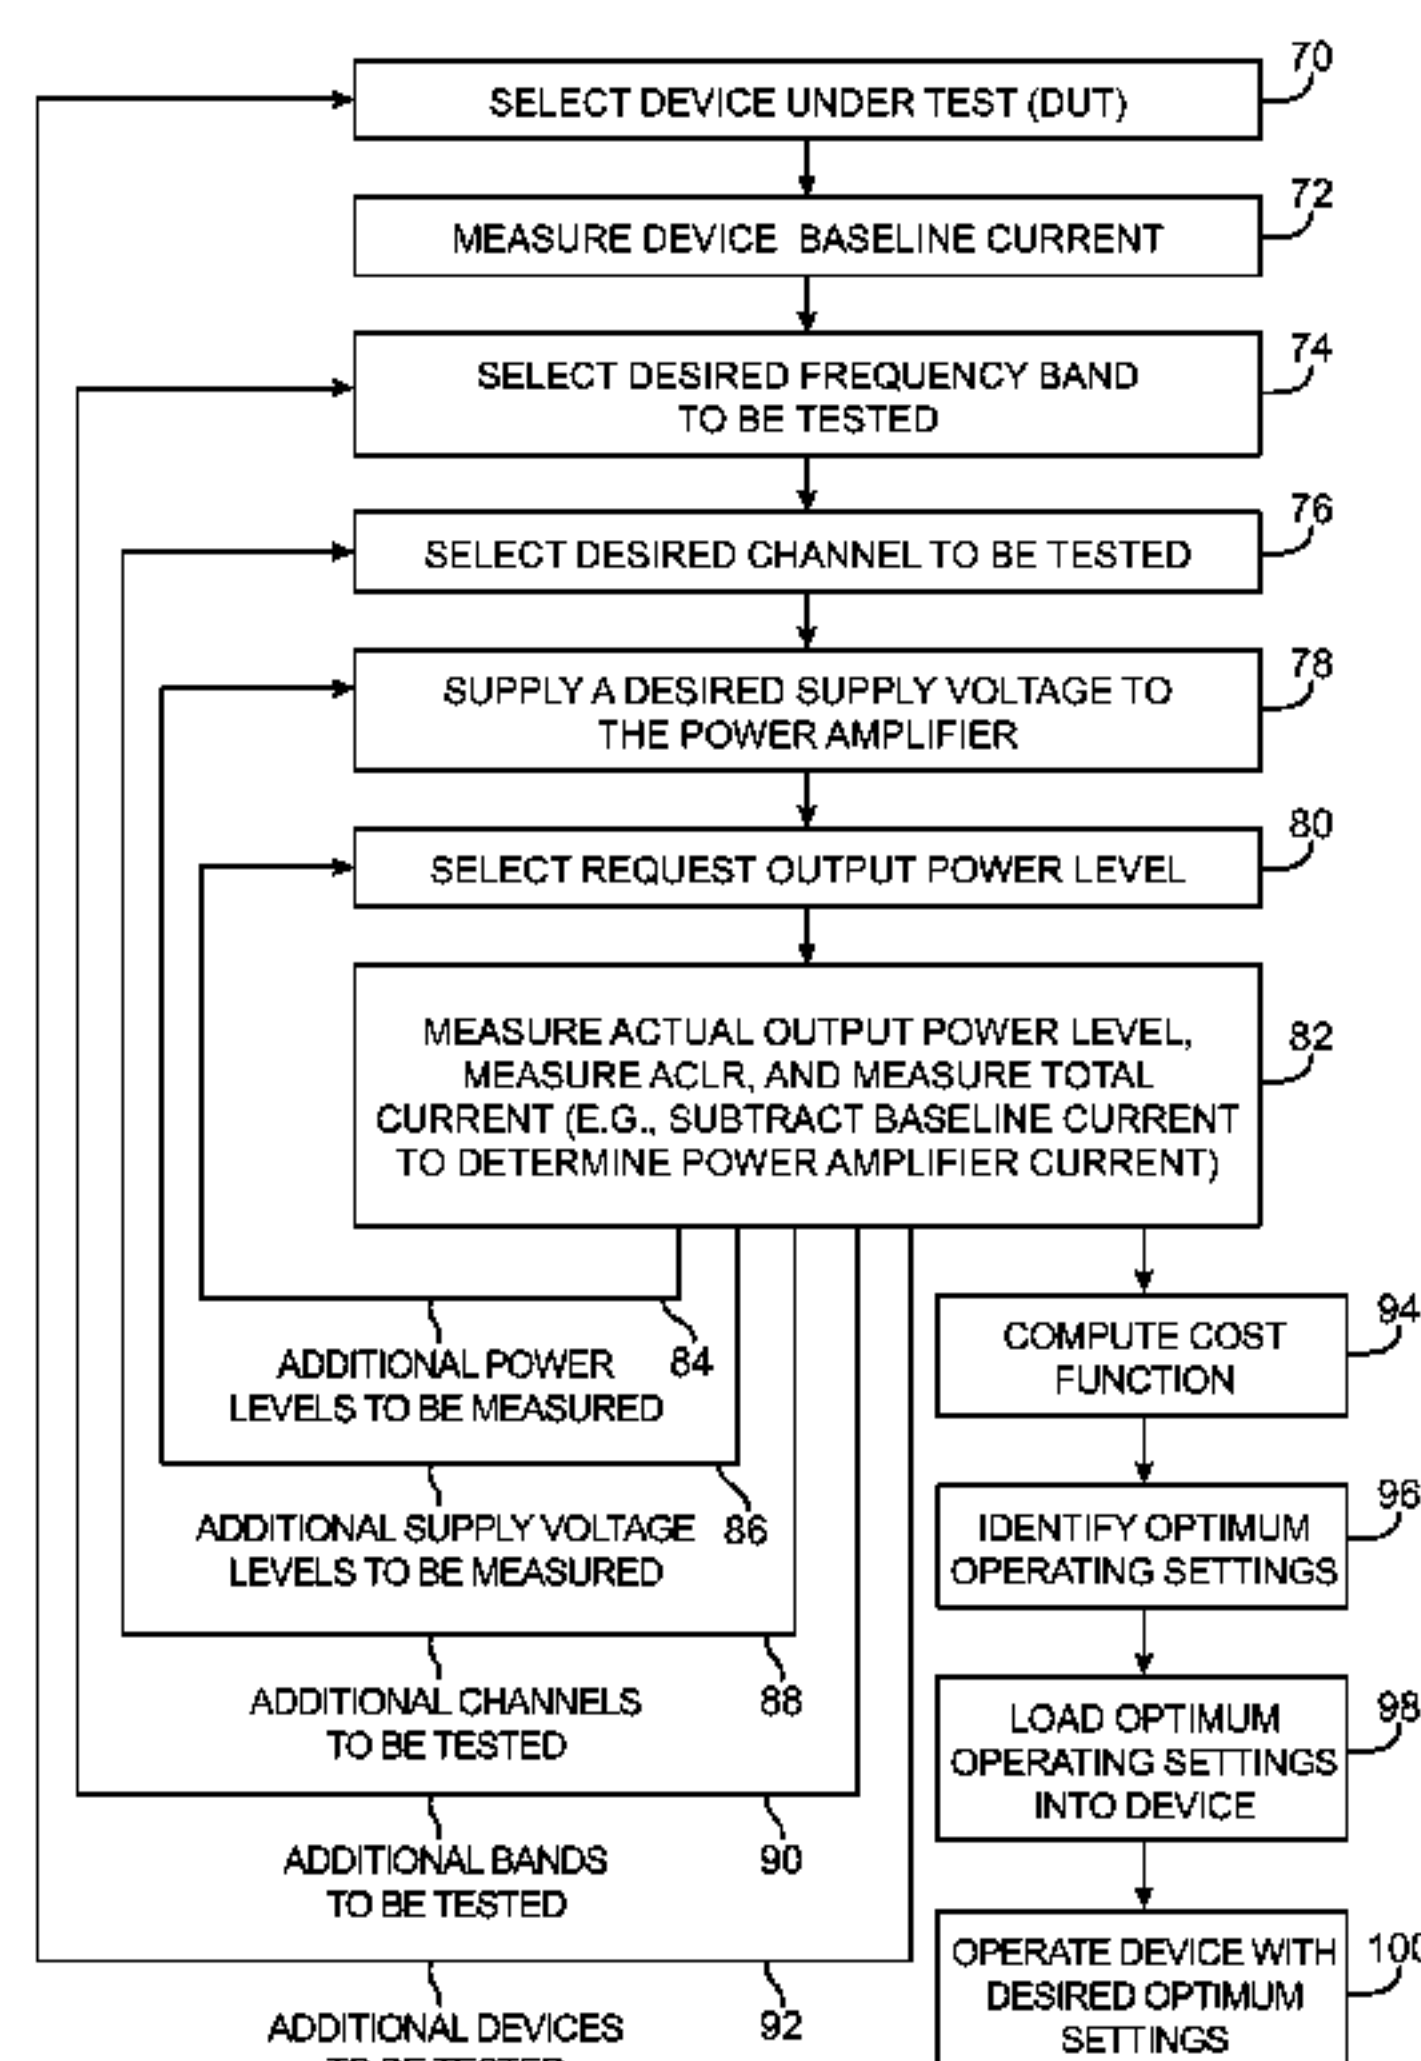 70
SELECT DEVICE UNDER TEST (DUT)
72
MEASURE DEVICE BASELINE CURRENT
74
SELECT DESIRED FREQUENCY BAND
TO BE TESTED
76
SELECT DESIRED CHANNEL TO BE TESTED
78
SUPPLY A DESIRED SUPPLY VOLTAGE TO
THE POWER AMPLIFIER
80
SELECT REQUEST OUTPUT POWER LEVEL
82
MEASURE ACTUAL OUTPUT POWER LEVEL,
MEASURE ACLR, AND MEASURE TOTAL
CURRENT (E.G., SUBTRACT BASELINE CURRENT
TO DETERMINE POWER AMPLIFIER CURRENT)
ADDITIONAL POWER
LEVELS TO BE MEASURED
84
ADDITIONAL SUPPLY VOLTAGE
LEVELS TO BE MEASURED
86
ADDITIONAL CHANNELS
TO BE TESTED
88
ADDITIONAL BANDS
TO BE TESTED
90
ADDITIONAL DEVICES
TO BE TESTED
92
94
COMPUTE COST
FUNCTION
96
IDENTIFY OPTIMUM
OPERATING SETTINGS
98
LOAD OPTIMUM
OPERATING SETTINGS
INTO DEVICE
100
OPERATE DEVICE WITH
DESIRED OPTIMUM
SETTINGS